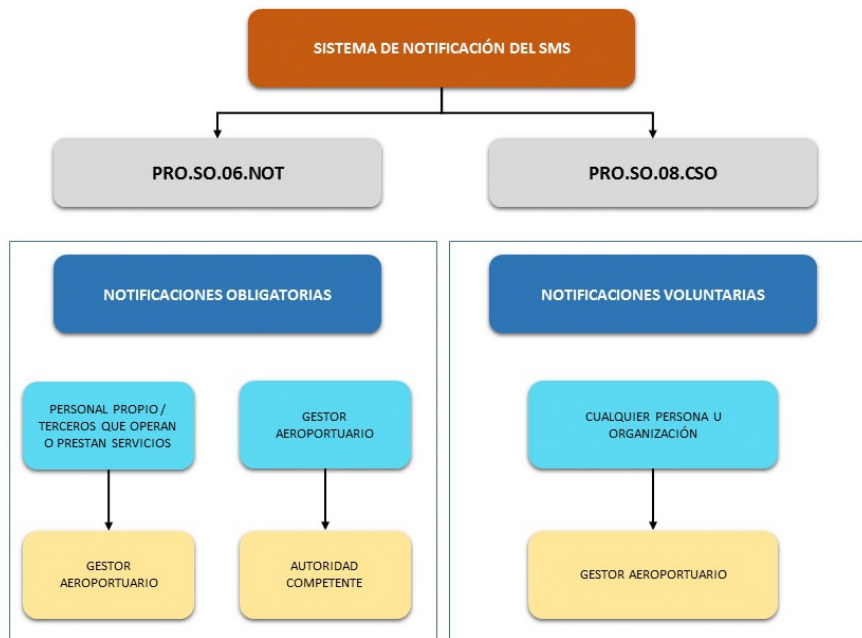 SISTEMA DE NOTIFICACIÓN DEL SMS
PRO.SO.06.NOT
PRO.SO.08.CSO
NOTIFICACIONES OBLIGATORIAS
NOTIFICACIONES VOLUNTARIAS
PERSONAL PROPIO /
TERCEROS QUE OPERAN
O PRESTAN SERVICIOS
GESTOR
AEROPORTUARIO
CUALQUIER PERSONA U
ORGANIZACIÓN
GESTOR
AEROPORTUARIO
AUTORIDAD
COMPETENTE
GESTOR AEROPORTUARIO